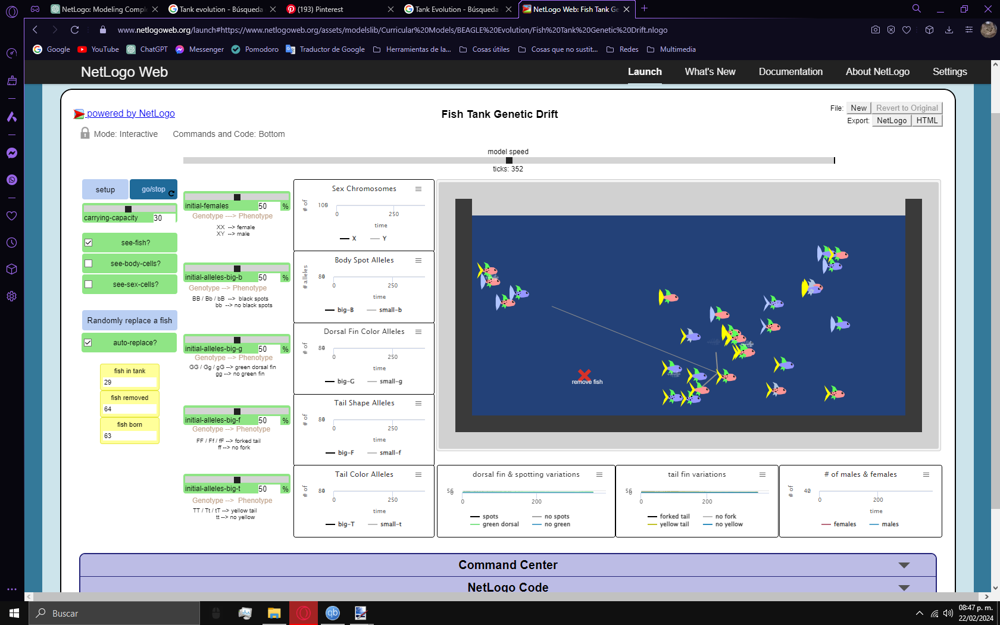 NetLogo: Modeling Compl
Tank evolution - Búsqueda
(193) Pinterest
Tank Evolution - Búsqueda
NetLogo Web: Fish Tank Ge
www.netlogoweb.org/launch#https://www.netlogoweb.org/assets/modelslib/Curricular%20Models/BEAGLE%20Evolution/Fish%20Tank%20Genetic%20Drift.nlogo
Google
YouTube
ChatGPT
Messenger
Pomodoro
Traductor de Google
Herramientas de la...
Cosas útiles
Cosas que no sustit...
Redes
Multimedia
NetLogo Web
Launch
What's New
Documentation
About NetLogo
Settings
powered by NetLogo
Fish Tank Genetic Drift
File: New Revert to Original
Export: NetLogo HTML
Mode: Interactive
Commands and Code: Bottom
model speed
ticks: 352
setup
go/stop
carrying-capacity 30
see-fish?
see-body-cells?
see-sex-cells?
Randomly replace a fish
auto-replace?
fish in tank
29
fish removed
64
fish born
63
initial-females 50 %
Genotype ---> Phenotype
XX --> female
XY --> male
initial-alleles-big-b 50 %
Genotype --> Phenotype
BB / Bb / bB --> black spots
bb --> no black spots
initial-alleles-big-g 50 %
Genotype --> Phenotype
GG / Gg / gG --> green dorsal fin
gg --> no green fin
initial-alleles-big-f 50 %
Genotype --> Phenotype
FF / Ff / fF --> forked tail
ff --> no fork
initial-alleles-big-t 50 %
Genotype --> Phenotype
TT / Tt / tT --> yellow tail
tt --> no yellow
Sex Chromosomes
# of
0 250
time
X Y
Body Spot Alleles
# alleles
0 250
time
big-B small-b
Dorsal Fin Color Alleles
# of
0 250
time
big-G small-g
Tail Shape Alleles
# of
0 250
time
big-F small-f
Tail Color Alleles
# of
0 250
time
big-T small-t
remove fish
dorsal fin & spotting variations
0 200
spots no spots
green dorsal no green
tail fin variations
0 200
forked tail no fork
yellow tail no yellow
# of males & females
# of
0 200
time
females males
Command Center
NetLogo Code
Buscar
08:47 p. m.
22/02/2024